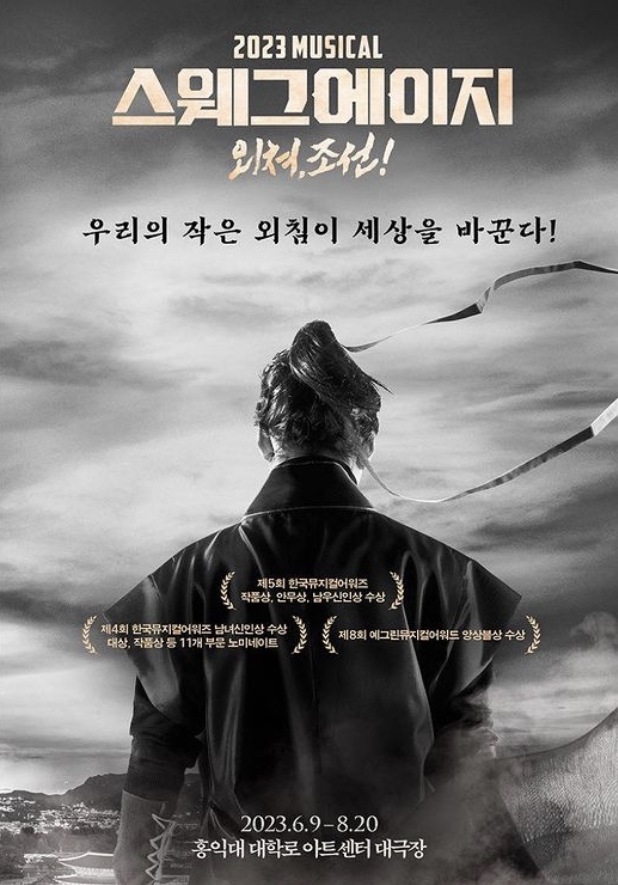 2023 MUSICAL
스웨그에이지
외쳐, 조선!
우리의 작은 외침이 세상을 바꾼다!
제5회 한국뮤지컬어워즈
작품상, 안무상, 남우신인상 수상
제4회 한국뮤지컬어워즈 남녀신인상 수상
대상, 작품상 등 11개 부문 노미네이트
제8회 예그린뮤지컬어워드 앙상블상 수상
2023.6.9 – 8.20
홍익대 대학로 아트센터 대극장